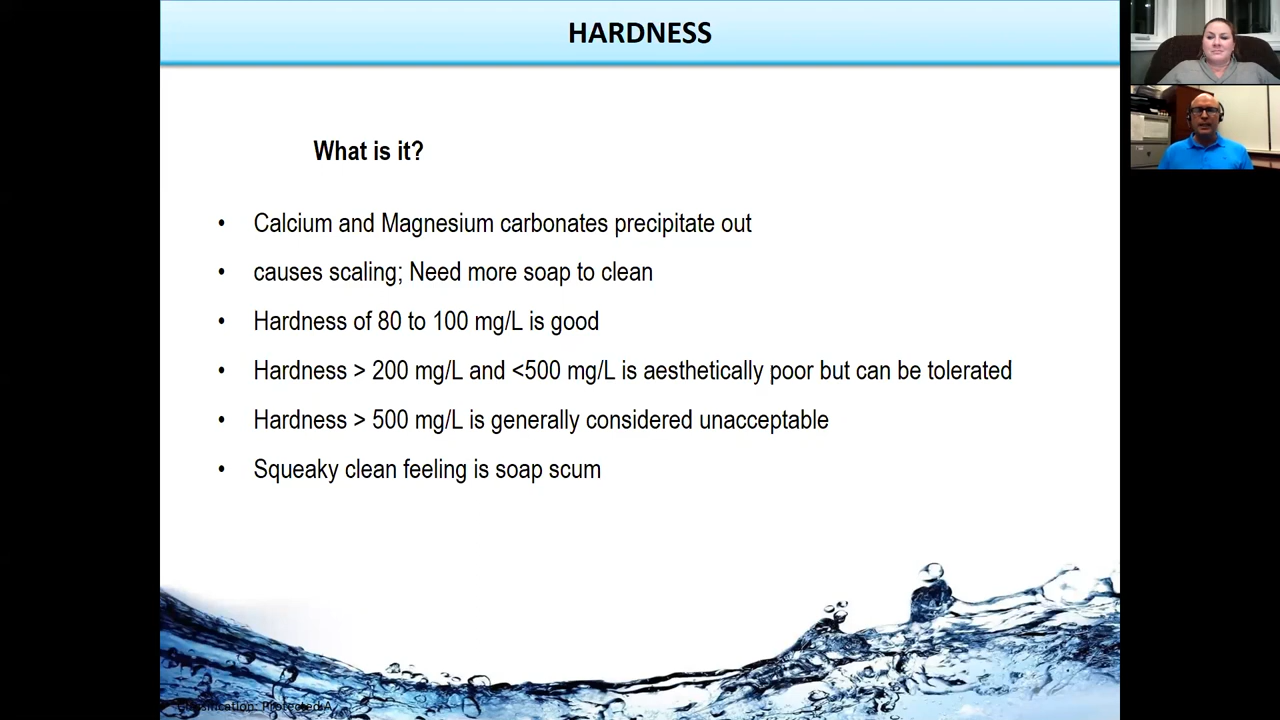 HARDNESS
What is it?
• Calcium and Magnesium carbonates precipitate out
• causes scaling; Need more soap to clean
• Hardness of 80 to 100 mg/L is good
• Hardness > 200 mg/L and <500 mg/L is aesthetically poor but can be tolerated
• Hardness > 500 mg/L is generally considered unacceptable
• Squeaky clean feeling is soap scum
Classification: Protected A